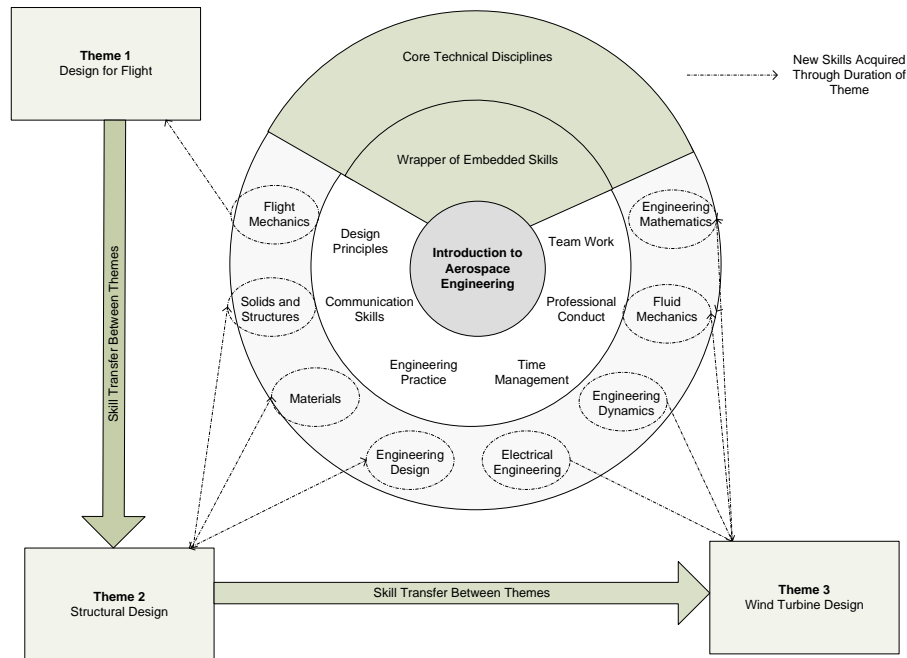 Theme 1
Design for Flight
Core Technical Disciplines
New Skills Acquired
Through Duration of
Theme
Wrapper of Embedded Skills
Flight
Mechanics
Design
Principles
Introduction to
Aerospace
Engineering
Team Work
Engineering
Mathematics
Skill Transfer Between Themes
Solids and
Structures
Communication
Skills
Professional
Conduct
Fluid
Mechanics
Engineering
Practice
Time
Management
Materials
Engineering
Dynamics
Engineering
Design
Electrical
Engineering
Theme 2
Structural Design
Skill Transfer Between Themes
Theme 3
Wind Turbine Design